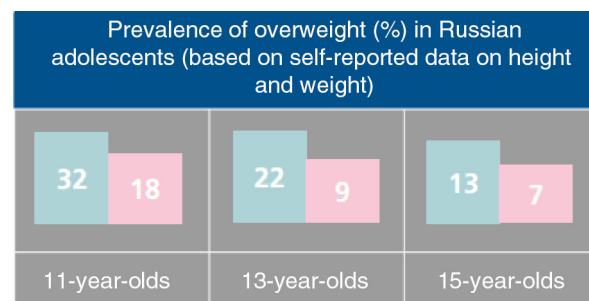 Prevalence of overweight (%) in Russian
adolescents (based on self-reported data on height
and weight)
32 18 22 9 13 7
11-year-olds 13-year-olds 15-year-olds